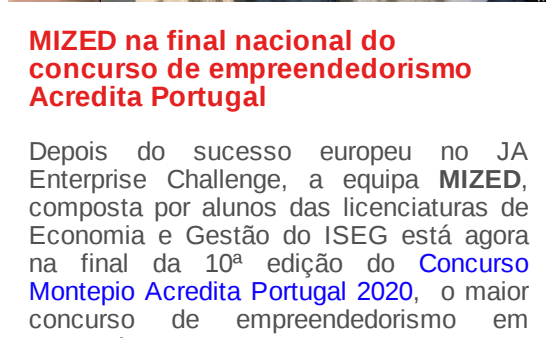 MIZED na final nacional do
concurso de empreendedorismo
Acredita Portugal
Depois do sucesso europeu no JA
Enterprise Challenge, a equipa MIZED,
composta por alunos das licenciaturas de
Economia e Gestão do ISEG está agora
na final da 10ª edição do Concurso
Montepio Acredita Portugal 2020, o maior
concurso de empreendedorismo em